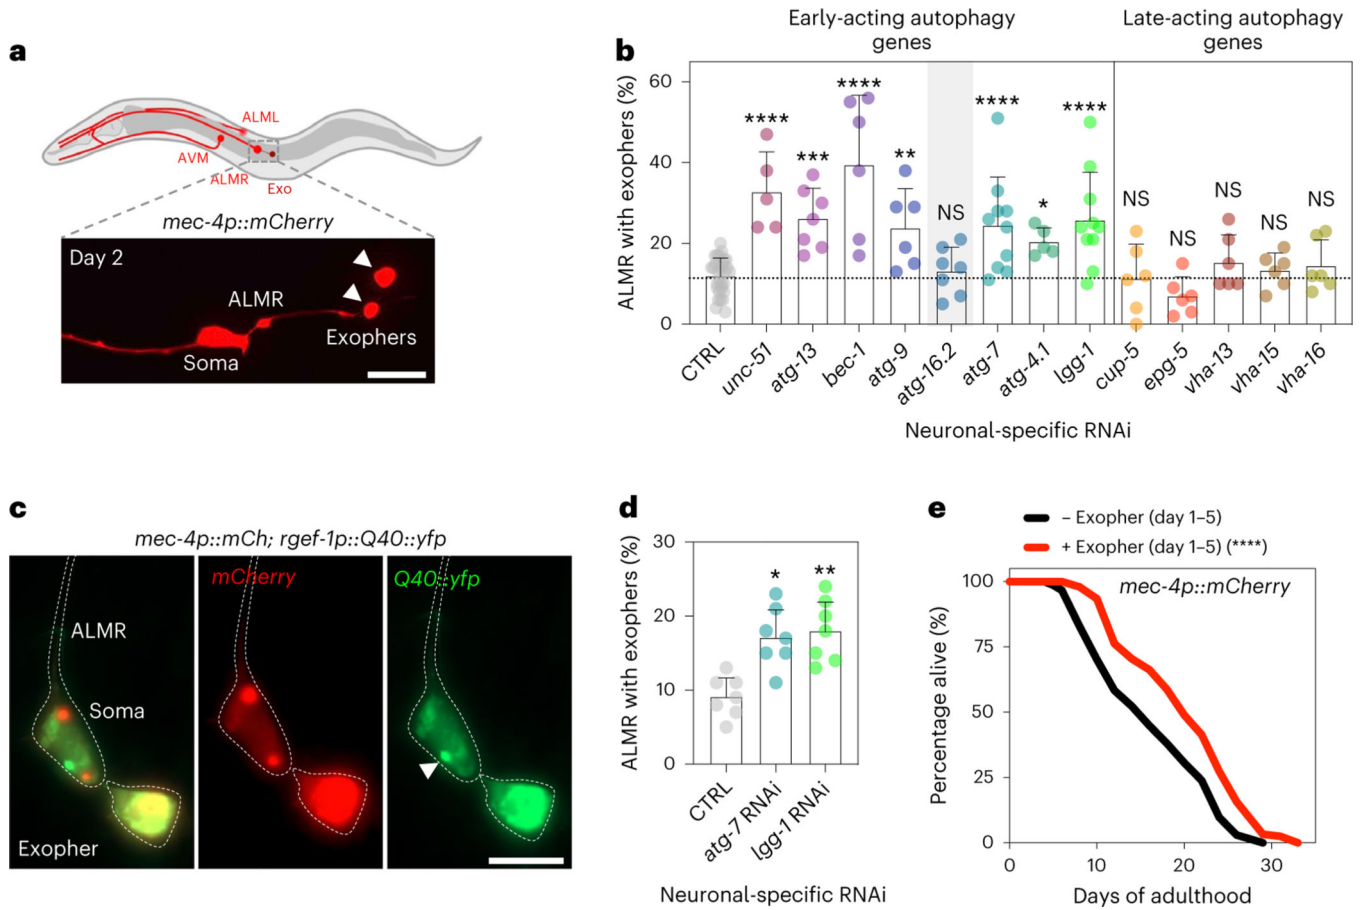 a
ALML
AVM
ALMR
Exo
mec-4p::mCherry
Day 2
ALMR
Exophers
Soma
b
Early-acting autophagy
genes
Late-acting autophagy
genes
ALMR with exophers (%)
60
40
20
0
****
***
****
**
NS
****
*
****
NS
NS
NS
NS
NS
CTRL
unc-51
atg-13
bec-1
atg-9
atg-16.2
atg-7
atg-4.1
lgg-1
cup-5
epg-5
vha-13
vha-15
vha-16
Neuronal-specific RNAi
c
mec-4p::mCh; rgef-1p::Q40::yfp
mCherry
Q40::yfp
ALMR
Soma
Exopher
d
ALMR with exophers (%)
30
20
10
0
*
**
CTRL
atg-7 RNAi
lgg-1 RNAi
Neuronal-specific RNAi
e
– Exopher (day 1–5)
+ Exopher (day 1–5) (****)
mec-4p::mCherry
Percentage alive (%)
100
75
50
25
0
0
10
20
30
Days of adulthood